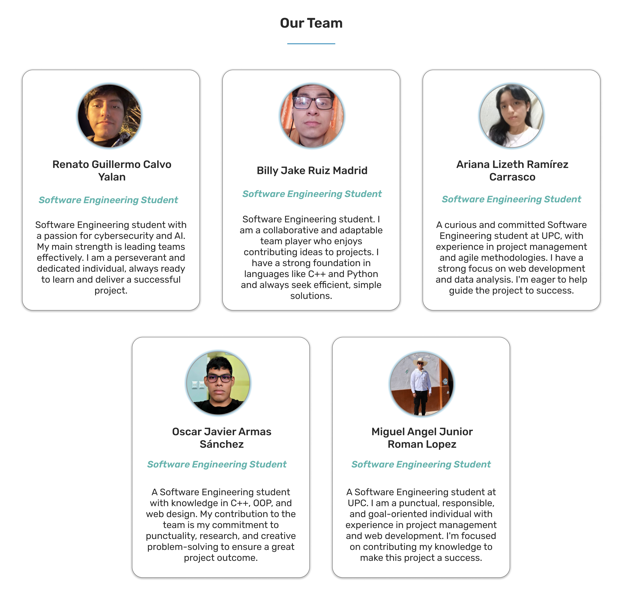 Our Team
Renato Guillermo Calvo
Yalan
Software Engineering Student
Software Engineering student with
a passion for cybersecurity and AI.
My main strength is leading teams
effectively. I am a perseverant and
dedicated individual, always ready
to learn and deliver a successful
project.
Billy Jake Ruiz Madrid
Software Engineering Student
Software Engineering student. I
am a collaborative and adaptable
team player who enjoys
contributing ideas to projects. I
have a strong foundation in
languages like C++ and Python
and always seek efficient, simple
solutions.
Ariana Lizeth Ramírez
Carrasco
Software Engineering Student
A curious and committed Software
Engineering student at UPC, with
experience in project management
and agile methodologies. I have a
strong focus on web development
and data analysis. I'm eager to help
guide the project to success.
Oscar Javier Armas
Sánchez
Software Engineering Student
A Software Engineering student
with knowledge in C++, OOP, and
web design. My contribution to the
team is my commitment to
punctuality, research, and creative
problem-solving to ensure a great
project outcome.
Miguel Angel Junior
Roman Lopez
Software Engineering Student
A Software Engineering student at
UPC. I am a punctual, responsible,
and goal-oriented individual with
experience in project management
and web development. I'm focused
on contributing my knowledge to
make this project a success.